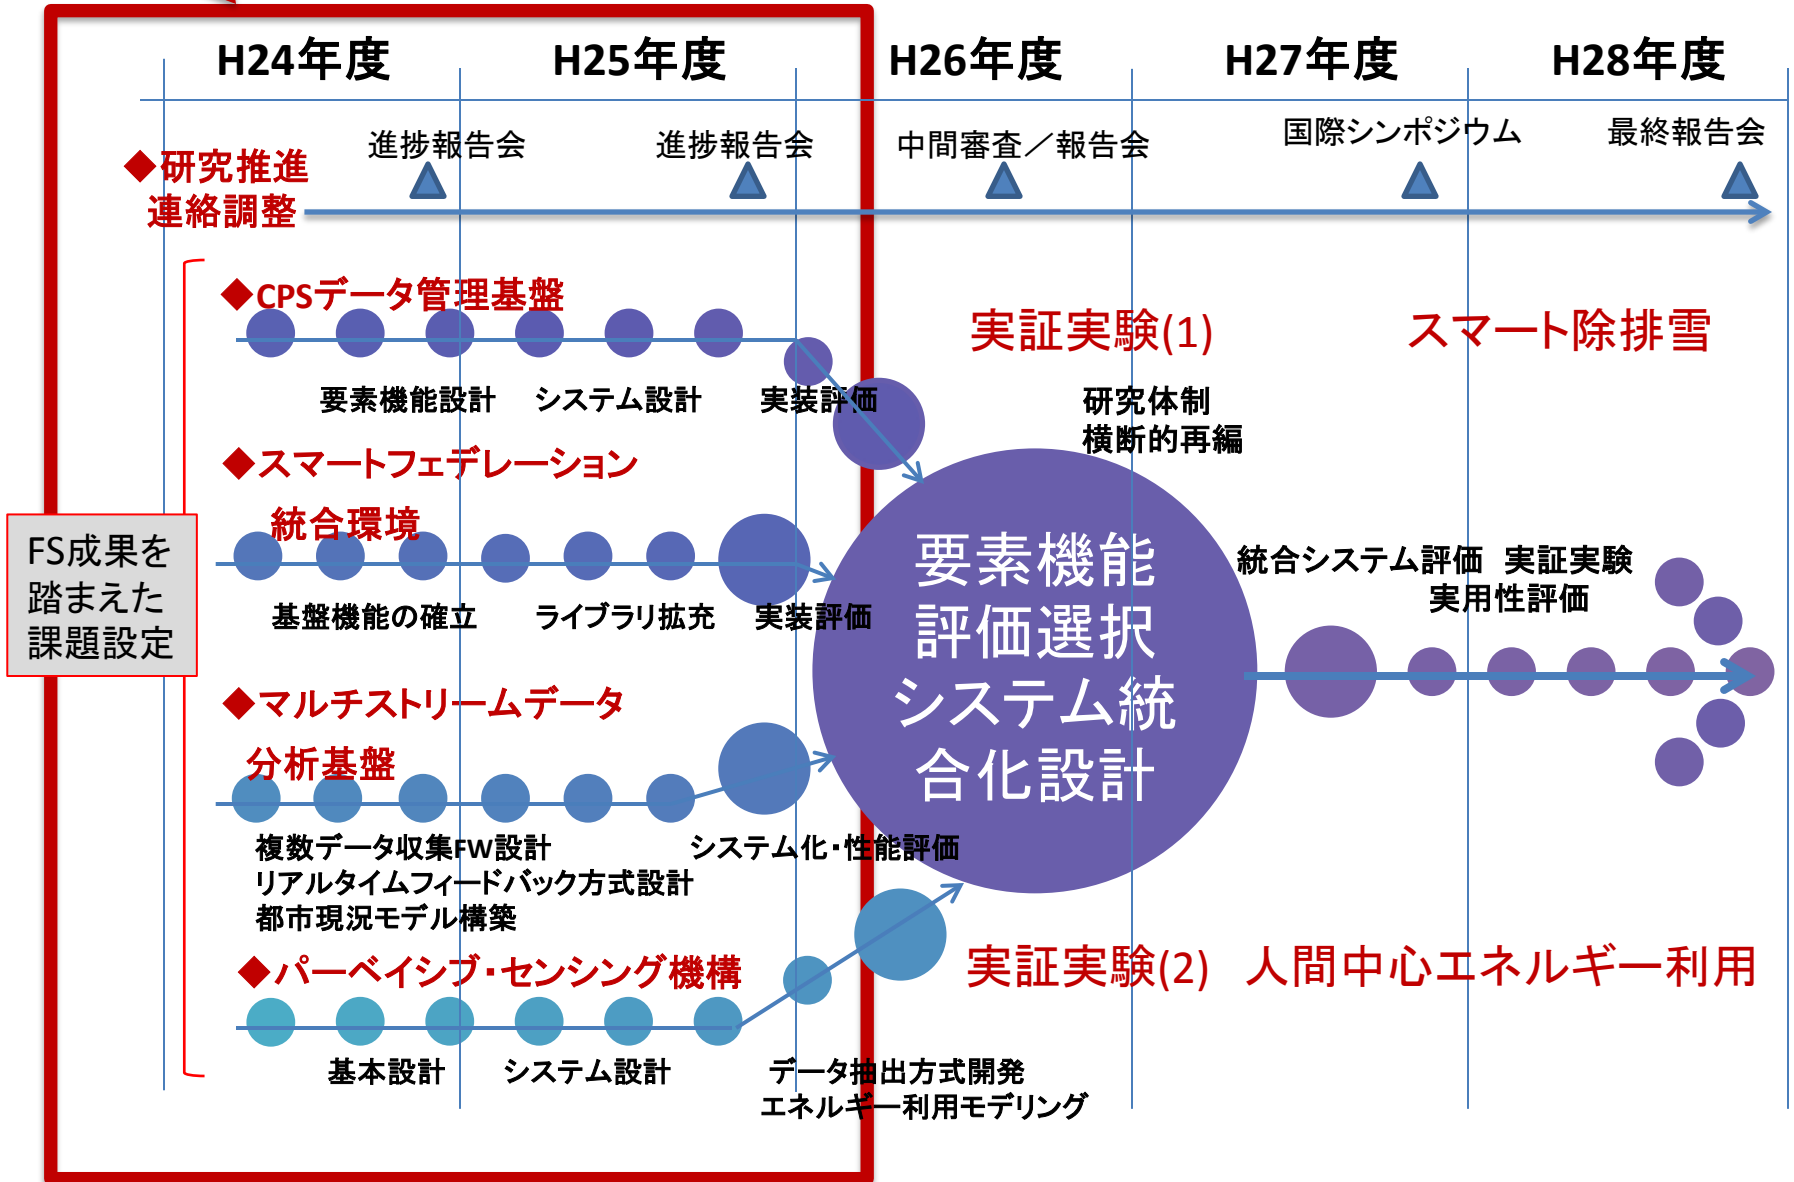 H24年度
H25年度
H26年度
H27年度
H28年度
進捗報告会
進捗報告会
中間審査／報告会
国際シンポジウム
最終報告会
◆研究推進
連絡調整
◆CPSデータ管理基盤
実証実験(1)
スマート除排雪
要素機能設計
システム設計
実装評価
研究体制
横断的再編
◆スマートフェデレーション
統合環境
FS成果を
踏まえた
課題設定
基盤機能の確立
ライブラリ拡充
実装評価
要素機能
評価選択
システム統
合化設計
統合システム評価　実証実験
実用性評価
◆マルチストリームデータ
分析基盤
複数データ収集FW設計
リアルタイムフィードバック方式設計
都市現況モデル構築
システム化・性能評価
◆パーベイシブ・センシング機構
実証実験(2)
人間中心エネルギー利用
基本設計
システム設計
データ抽出方式開発
エネルギー利用モデリング